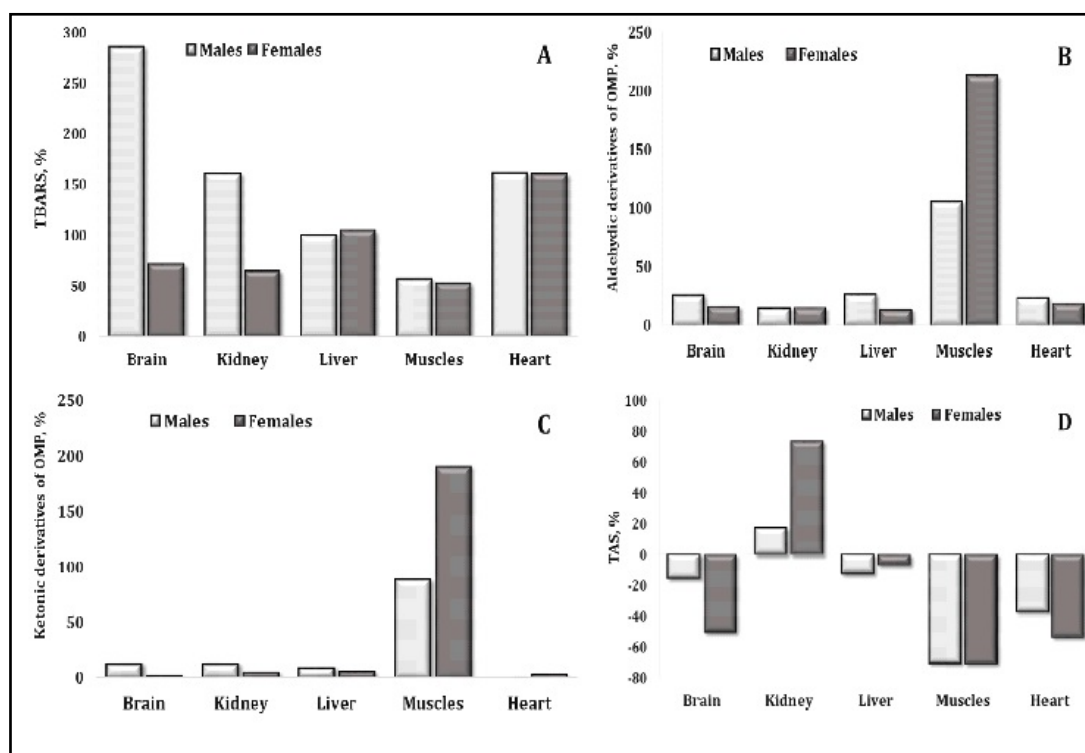 Males Females
A
TBARS, %
300
250
200
150
100
50
0
Brain Kidney Liver Muscles Heart
Males Females
B
Aldehydic derivatives of OMP, %
250
200
150
100
50
0
Brain Kidney Liver Muscles Heart
Males Females
C
Ketonic derivatives of OMP, %
250
200
150
100
50
0
Brain Kidney Liver Muscles Heart
Males Females
D
TAS, %
100
80
60
40
20
0
-20
-40
-60
-80
Brain Kidney Liver Muscles Heart